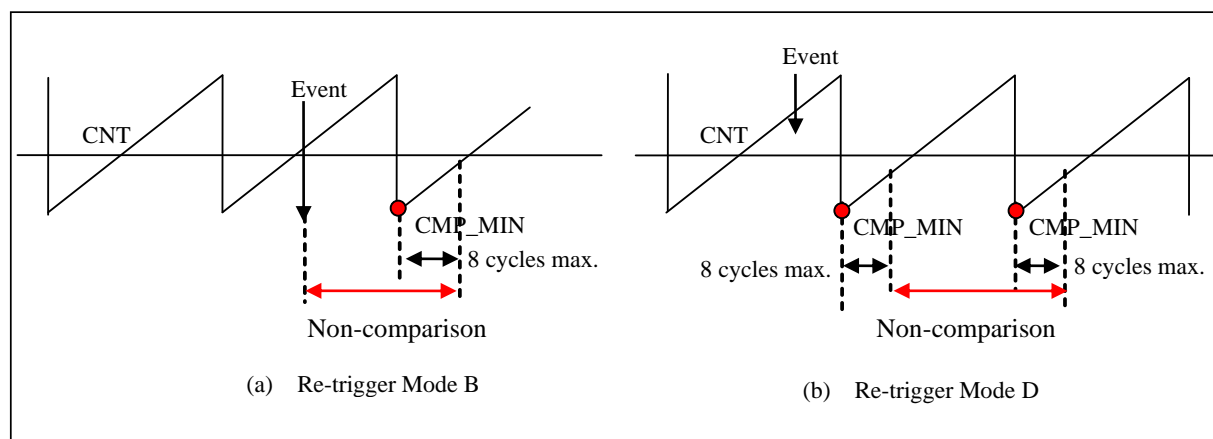 Event
CNT
CMP_MIN
8 cycles max.
Non-comparison
(a) Re-trigger Mode B
Event
CNT
CMP_MIN
CMP_MIN
8 cycles max.
8 cycles max.
Non-comparison
(b) Re-trigger Mode D